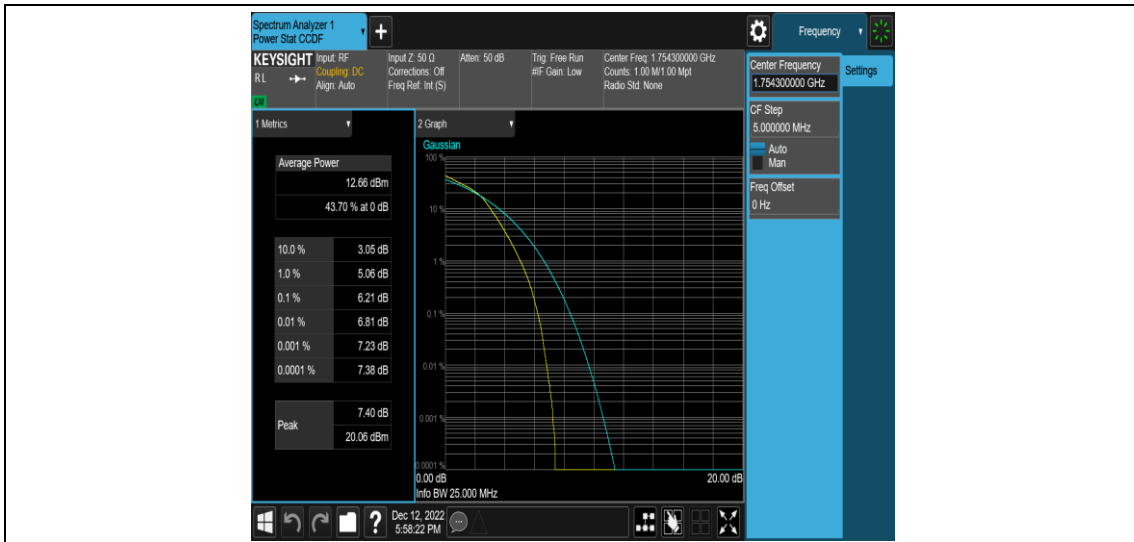 Spectrum Analyzer 1
Power Stat CCDF
+
Frequency
KEYSIGHT
RL
LXI
Input: RF
Coupling: DC
Align: Auto
Input Z: 50 Ω
Corrections: Off
Freq Ref: Int (S)
Atten: 50 dB
Trig: Free Run
#IF Gain: Low
Center Freq: 1.754300000 GHz
Counts: 1.00 M/1.00 Mpt
Radio Std: None
Center Frequency
1.754300000 GHz
Settings
CF Step
5.000000 MHz
Auto
Man
Freq Offset
0 Hz
1 Metrics
Average Power
12.66 dBm
43.70 % at 0 dB
10.0 % 3.05 dB
1.0 % 5.06 dB
0.1 % 6.21 dB
0.01 % 6.81 dB
0.001 % 7.23 dB
0.0001 % 7.38 dB
Peak
7.40 dB
20.06 dBm
2 Graph
Gaussian
100 %
10 %
1 %
0.1 %
0.01 %
0.001 %
0.0001 %
0.00 dB 20.00 dB
Info BW 25.000 MHz
?
Dec 12, 2022
5:58:22 PM